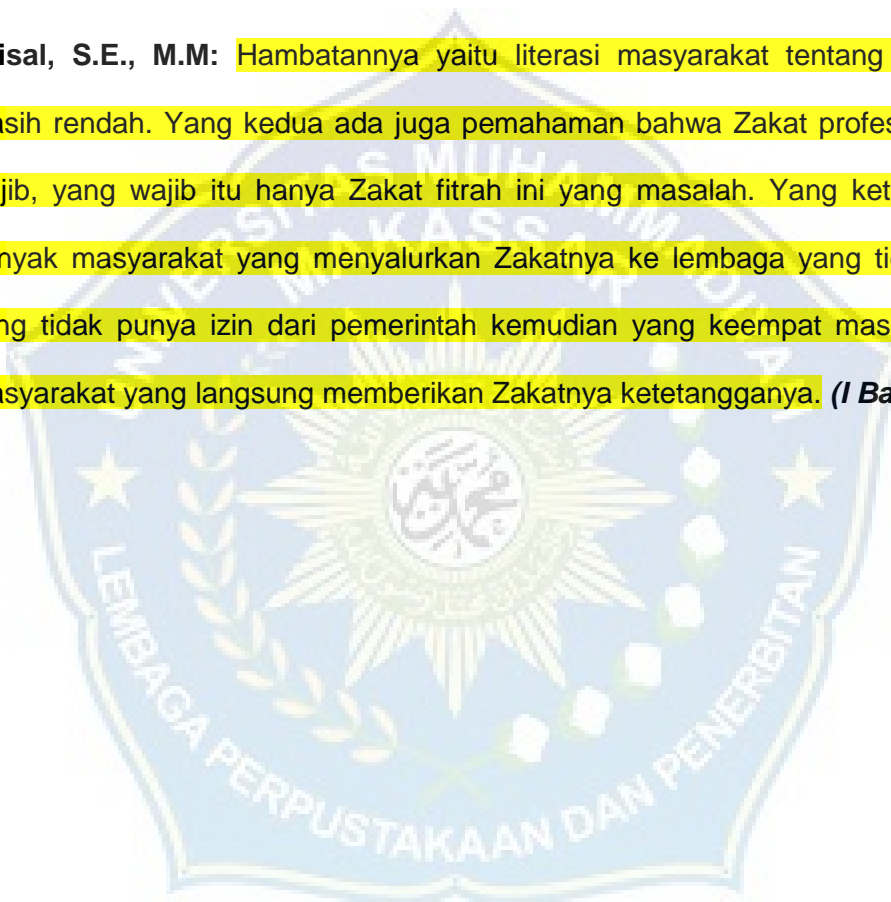 isal, S.E., M.M: Hambatannya yaitu literasi masyarakat tentang
asih rendah. Yang kedua ada juga pemahaman bahwa Zakat profes
jib, yang wajib itu hanya Zakat fitrah ini yang masalah. Yang ket
nyak masyarakat yang menyalurkan Zakatnya ke lembaga yang ti
ng tidak punya izin dari pemerintah kemudian yang keempat mas
asyarakat yang langsung memberikan Zakatnya ketetangganya. (I Ba
UNIVERSITAS MUHAMMADIYAH
MAKASSAR
LEMBAGA PERPUSTAKAAN DAN PENERBITAN